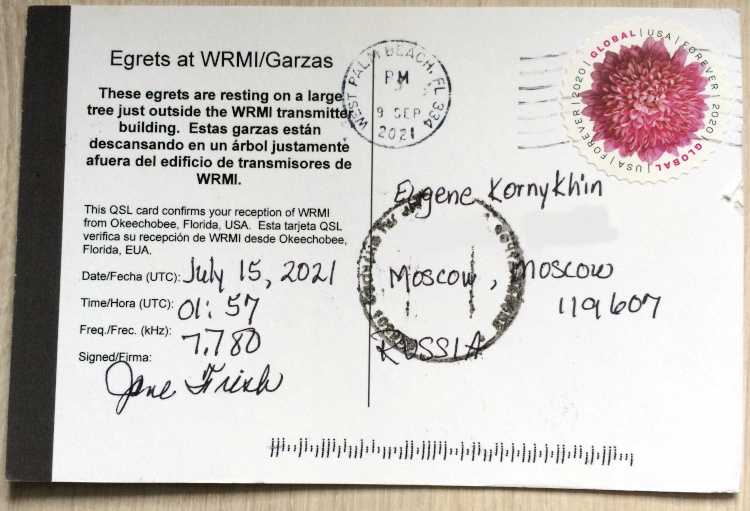 Egrets at WRMI/Garzas
These egrets are resting on a large
tree just outside the WRMI transmitter
building. Estas garzas están
descansando en un árbol justamente
afuera del edificio de transmisores de
WRMI.
This QSL card confirms your reception of WRMI
from Okeechobee, Florida, USA. Esta tarjeta QSL
verifica su recepción de WRMI desde Okeechobee,
Florida, EUA.
Date/Fecha (UTC): July 15, 2021
Time/Hora (UTC): 01:57
Freq./Frec. (kHz): 7,780
Signed/Firma:
Jane
WEST PALM BEACH, FL 334
PM
9 SEP
2021
GLOBAL | USA | FOREVER | 2020
GLOBAL | USA | FOREVER | 2020
Eugene Kornykhin
Moscow, Moscow
119607
RUSSIA